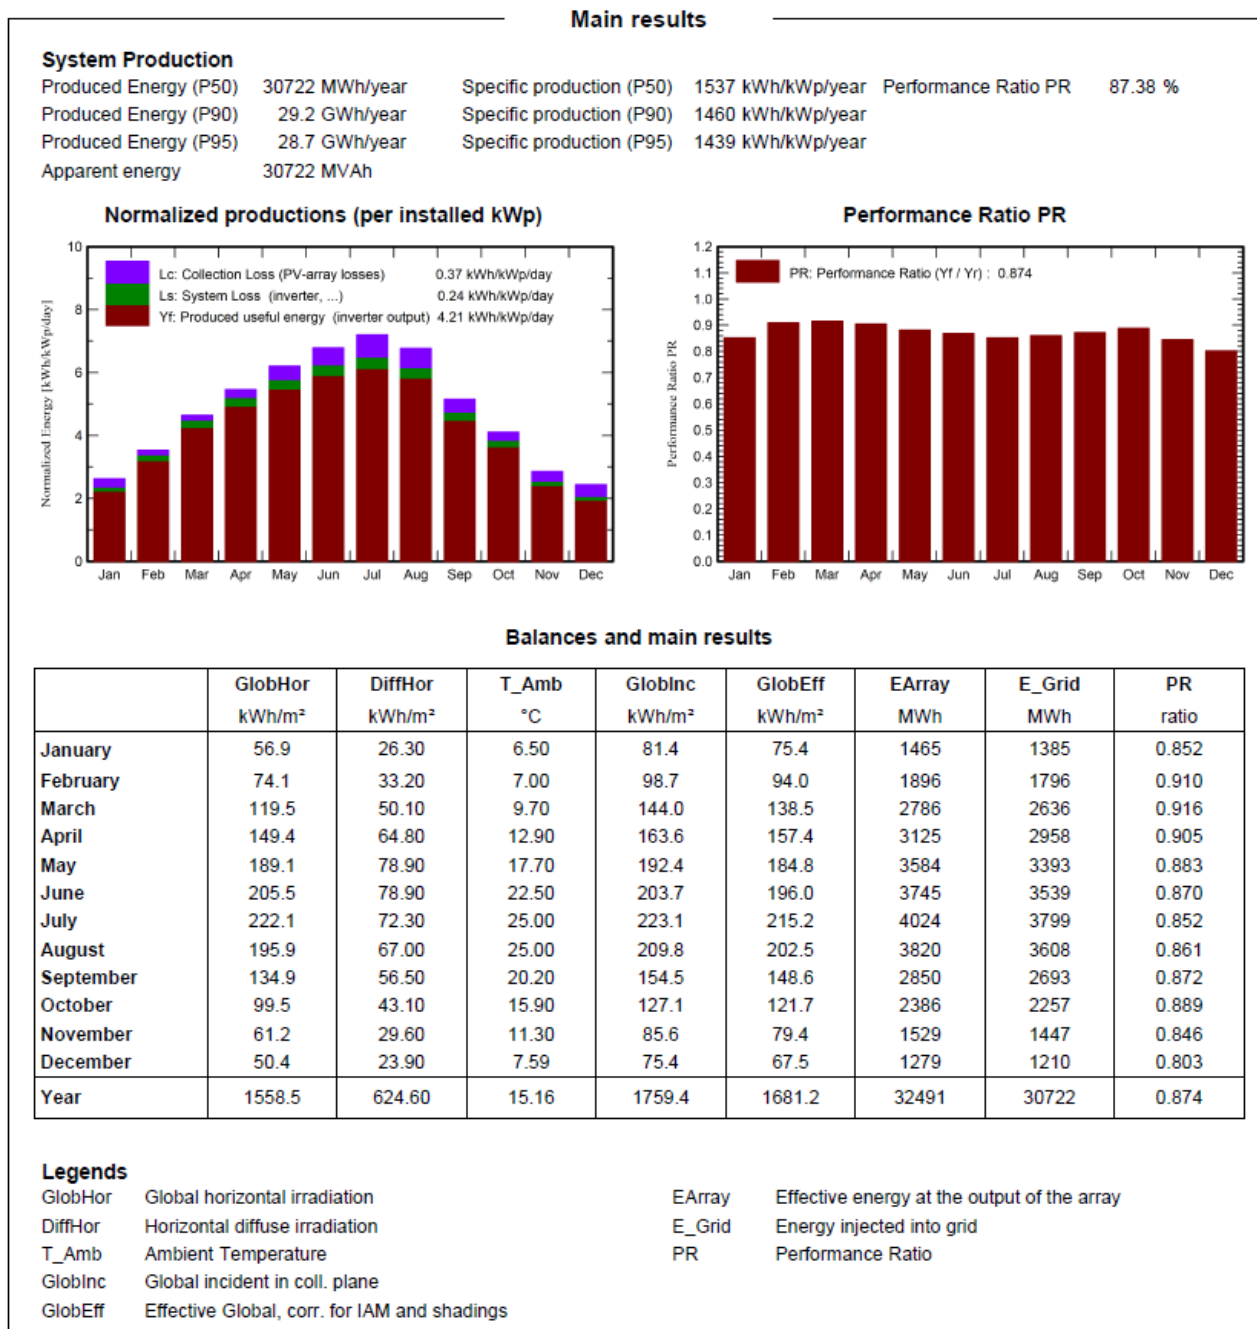 Main results
System Production
Produced Energy (P50) 30722 MWh/year Specific production (P50) 1537 kWh/kWp/year Performance Ratio PR 87.38 %
Produced Energy (P90) 29.2 GWh/year Specific production (P90) 1460 kWh/kWp/year
Produced Energy (P95) 28.7 GWh/year Specific production (P95) 1439 kWh/kWp/year
Apparent energy 30722 MVAh
Normalized productions (per installed kWp)
Normalized Energy [kWh/kWp/day]
10
8
6
4
2
0
Lc: Collection Loss (PV-array losses) 0.37 kWh/kWp/day
Ls: System Loss (inverter, ...) 0.24 kWh/kWp/day
Yf: Produced useful energy (inverter output) 4.21 kWh/kWp/day
Jan Feb Mar Apr May Jun Jul Aug Sep Oct Nov Dec
Performance Ratio PR
Performance Ratio PR
1.2
1.1
1.0
0.9
0.8
0.7
0.6
0.5
0.4
0.3
0.2
0.1
0.0
PR: Performance Ratio (Yf / Yr) : 0.874
Jan Feb Mar Apr May Jun Jul Aug Sep Oct Nov Dec
Balances and main results
GlobHor DiffHor T_Amb GlobInc GlobEff EArray E_Grid PR
kWh/m² kWh/m² °C kWh/m² kWh/m² MWh MWh ratio
January 56.9 26.30 6.50 81.4 75.4 1465 1385 0.852
February 74.1 33.20 7.00 98.7 94.0 1896 1796 0.910
March 119.5 50.10 9.70 144.0 138.5 2786 2636 0.916
April 149.4 64.80 12.90 163.6 157.4 3125 2958 0.905
May 189.1 78.90 17.70 192.4 184.8 3584 3393 0.883
June 205.5 78.90 22.50 203.7 196.0 3745 3539 0.870
July 222.1 72.30 25.00 223.1 215.2 4024 3799 0.852
August 195.9 67.00 25.00 209.8 202.5 3820 3608 0.861
September 134.9 56.50 20.20 154.5 148.6 2850 2693 0.872
October 99.5 43.10 15.90 127.1 121.7 2386 2257 0.889
November 61.2 29.60 11.30 85.6 79.4 1529 1447 0.846
December 50.4 23.90 7.59 75.4 67.5 1279 1210 0.803
Year 1558.5 624.60 15.16 1759.4 1681.2 32491 30722 0.874
Legends
GlobHor Global horizontal irradiation EArray Effective energy at the output of the array
DiffHor Horizontal diffuse irradiation E_Grid Energy injected into grid
T_Amb Ambient Temperature PR Performance Ratio
GlobInc Global incident in coll. plane
GlobEff Effective Global, corr. for IAM and shadings